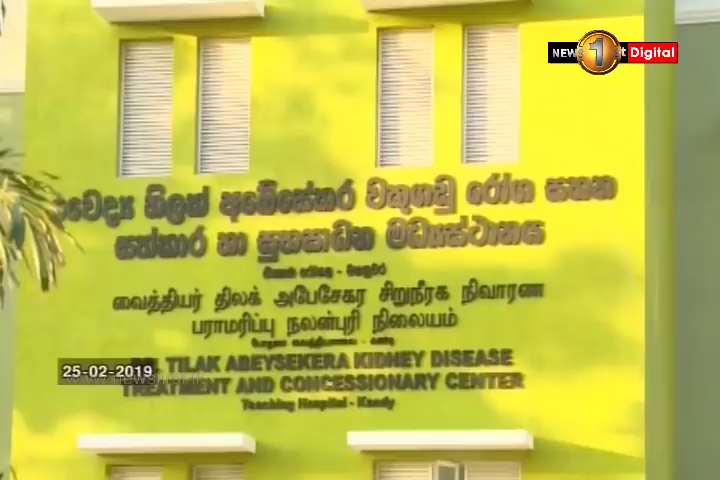 NEWS 1st Digital
වෛද්‍ය තිලක් අබේසේකර වකුගඩු රෝග සහන
සත්කාර හා සුභසාධන මධ්‍යස්ථානය
வைத்தியர் திலக் அபேசேகர சிறுநீரக நிவாரண
பராமரிப்பு நலன்புரி நிலையம்
25-02-2019
TILAK ABEYSEKERA KIDNEY DISEASE
TREATMENT AND CONCESSIONARY CENTER
Teaching Hospital - Kandy